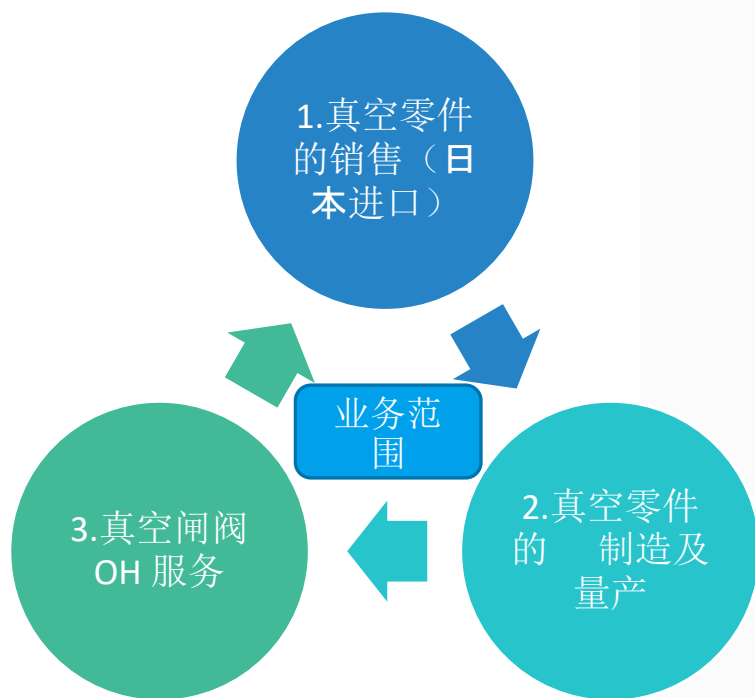 1.真空零件
的销售（日
本进口）
业务范
围
2.真空零件
的 制造及
量产
3.真空闸阀
OH 服务